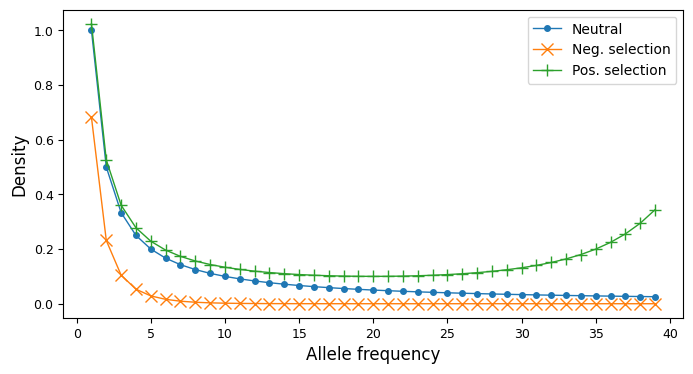 Neutral
Neg. selection
Pos. selection
1.0
0.8
0.6
0.4
0.2
0.0
Density
0 5 10 15 20 25 30 35 40
Allele frequency